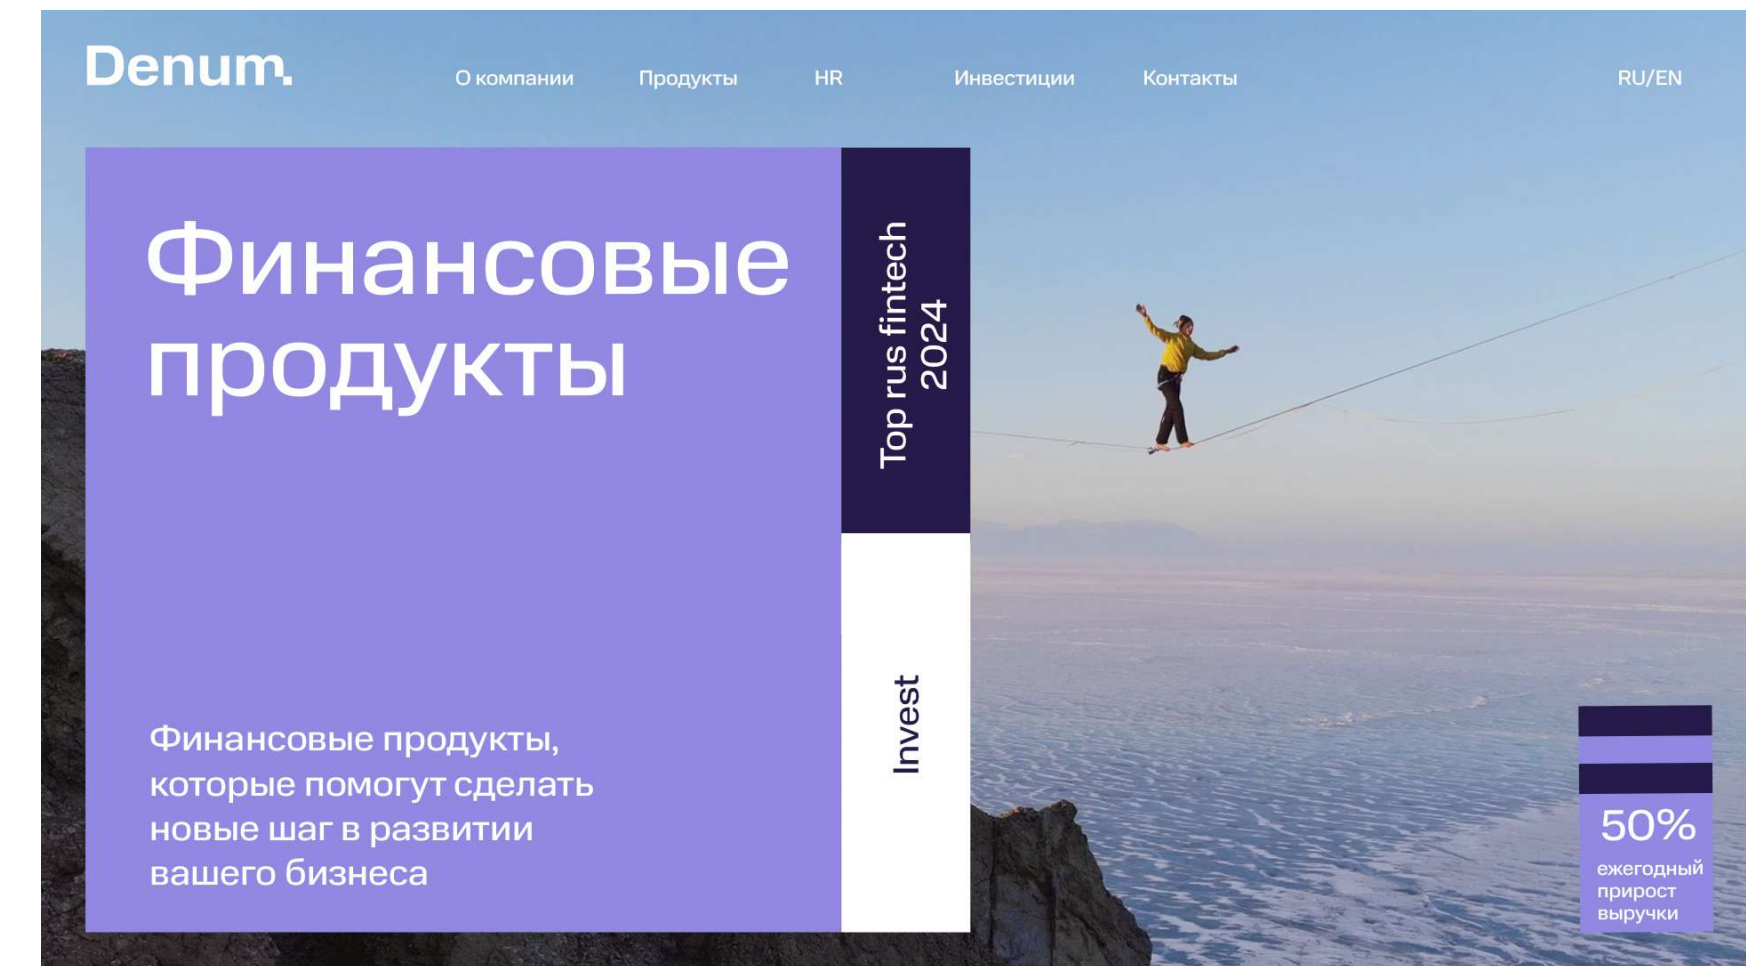 Denum.
О компании
Продукты
HR
Инвестиции
Контакты
RU/EN
Финансовые
продукты
Финансовые продукты,
которые помогут сделать
новые шаг в развитии
вашего бизнеса
Top rus fintech
2024
Invest
50%
ежегодный
прирост
выручки